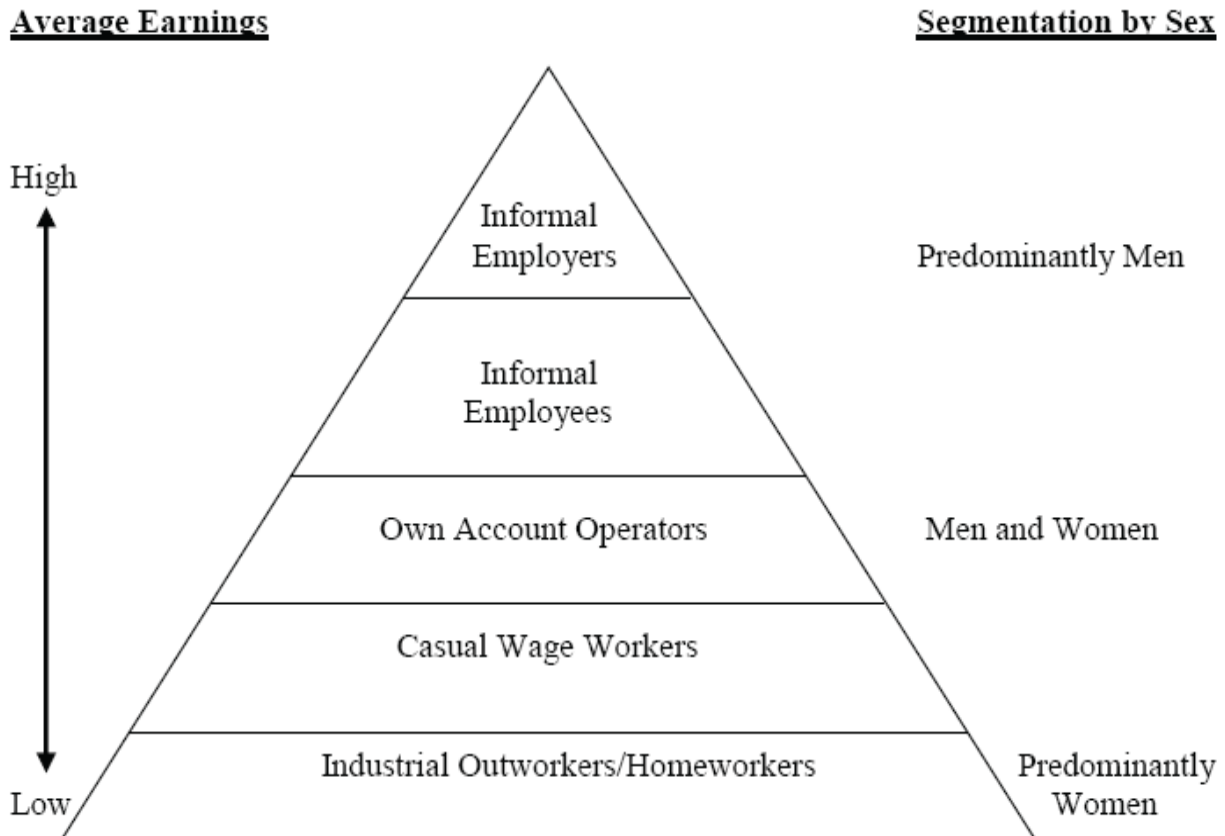 Average Earnings
Segmentation by Sex
High
Informal
Employers
Predominantly Men
Informal
Employees
Own Account Operators
Men and Women
Casual Wage Workers
Industrial Outworkers/Homeworkers
Predominantly
Women
Low